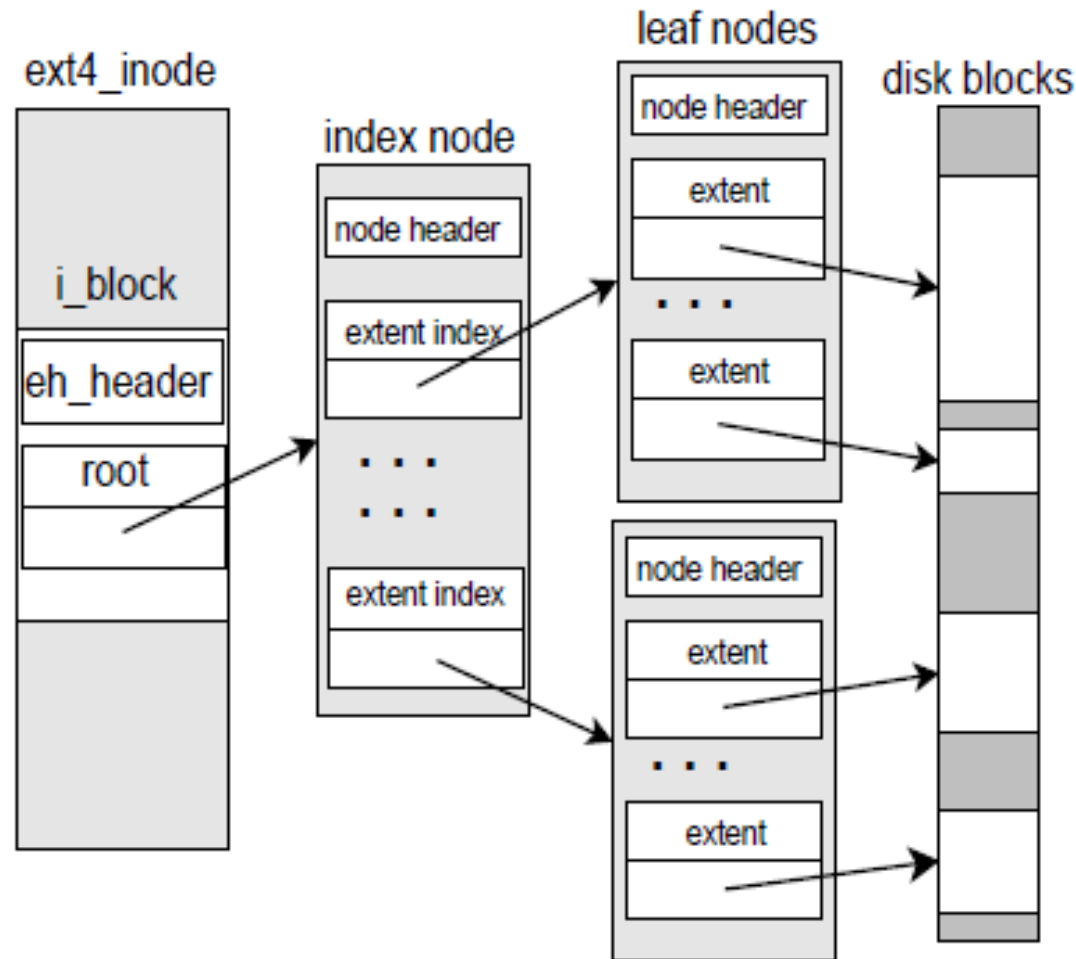 ext4_inode
i_block
eh_header
root
index node
node header
extent index
. . .
. . .
extent index
leaf nodes
node header
extent
. . .
extent
node header
extent
. . .
extent
disk blocks